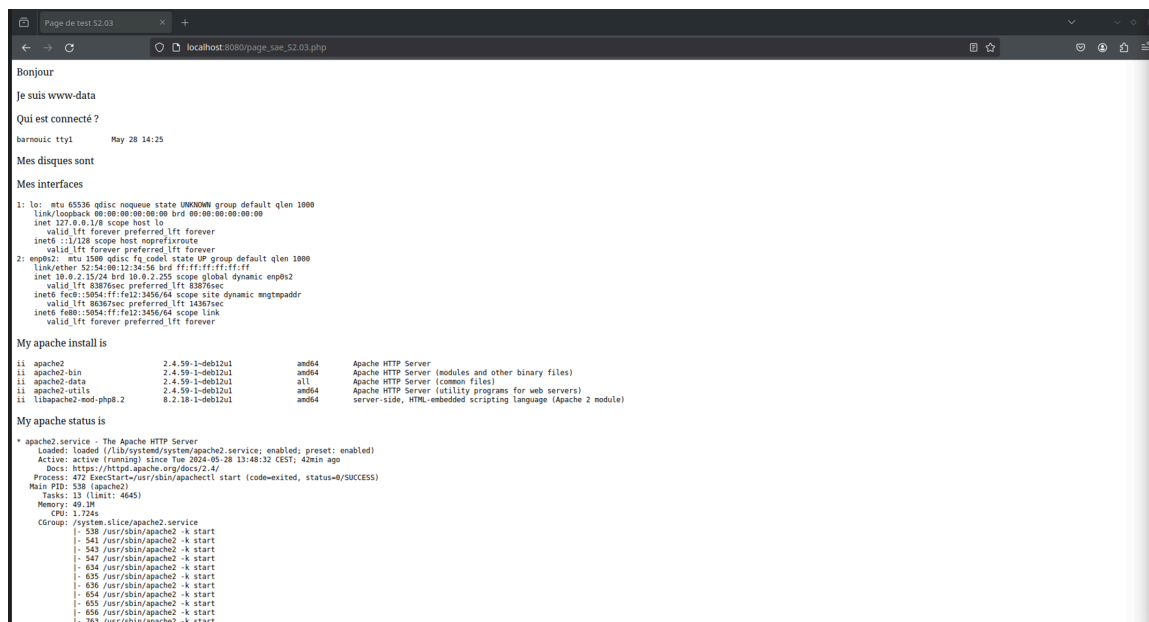 Page de test S2.03
localhost:8080/page_sae_S2.03.php
Bonjour
Je suis www-data
Qui est connecté ?
barnouic tty1         May 28 14:25
Mes disques sont
Mes interfaces
1: lo:  mtu 65536 qdisc noqueue state UNKNOWN group default qlen 1000
    link/loopback 00:00:00:00:00:00 brd 00:00:00:00:00:00
    inet 127.0.0.1/8 scope host lo
       valid_lft forever preferred_lft forever
    inet6 ::1/128 scope host noprefixroute
       valid_lft forever preferred_lft forever
2: enp0s2:  mtu 1500 qdisc fq_codel state UP group default qlen 1000
    link/ether 52:54:00:12:34:56 brd ff:ff:ff:ff:ff:ff
    inet 10.0.2.15/24 brd 10.0.2.255 scope global dynamic enp0s2
       valid_lft 83876sec preferred_lft 83876sec
    inet6 fec0::5054:ff:fe12:3456/64 scope site dynamic mngtmpaddr
       valid_lft 86367sec preferred_lft 14367sec
    inet6 fe80::5054:ff:fe12:3456/64 scope link
       valid_lft forever preferred_lft forever
My apache install is
ii  apache2                       2.4.59-1~deb12u1               amd64        Apache HTTP Server
ii  apache2-bin                   2.4.59-1~deb12u1               amd64        Apache HTTP Server (modules and other binary files)
ii  apache2-data                  2.4.59-1~deb12u1               all          Apache HTTP Server (common files)
ii  apache2-utils                 2.4.59-1~deb12u1               amd64        Apache HTTP Server (utility programs for web servers)
ii  libapache2-mod-php8.2         8.2.18-1~deb12u1               amd64        server-side, HTML-embedded scripting language (Apache 2 module)
My apache status is
* apache2.service - The Apache HTTP Server
     Loaded: loaded (/lib/systemd/system/apache2.service; enabled; preset: enabled)
     Active: active (running) since Tue 2024-05-28 13:48:32 CEST; 42min ago
       Docs: https://httpd.apache.org/docs/2.4/
    Process: 472 ExecStart=/usr/sbin/apachectl start (code=exited, status=0/SUCCESS)
   Main PID: 538 (apache2)
      Tasks: 13 (limit: 4645)
     Memory: 49.1M
        CPU: 1.724s
     CGroup: /system.slice/apache2.service
             |- 538 /usr/sbin/apache2 -k start
             |- 541 /usr/sbin/apache2 -k start
             |- 543 /usr/sbin/apache2 -k start
             |- 547 /usr/sbin/apache2 -k start
             |- 634 /usr/sbin/apache2 -k start
             |- 635 /usr/sbin/apache2 -k start
             |- 636 /usr/sbin/apache2 -k start
             |- 654 /usr/sbin/apache2 -k start
             |- 655 /usr/sbin/apache2 -k start
             |- 656 /usr/sbin/apache2 -k start
             |- 763 /usr/sbin/apache2 -k start